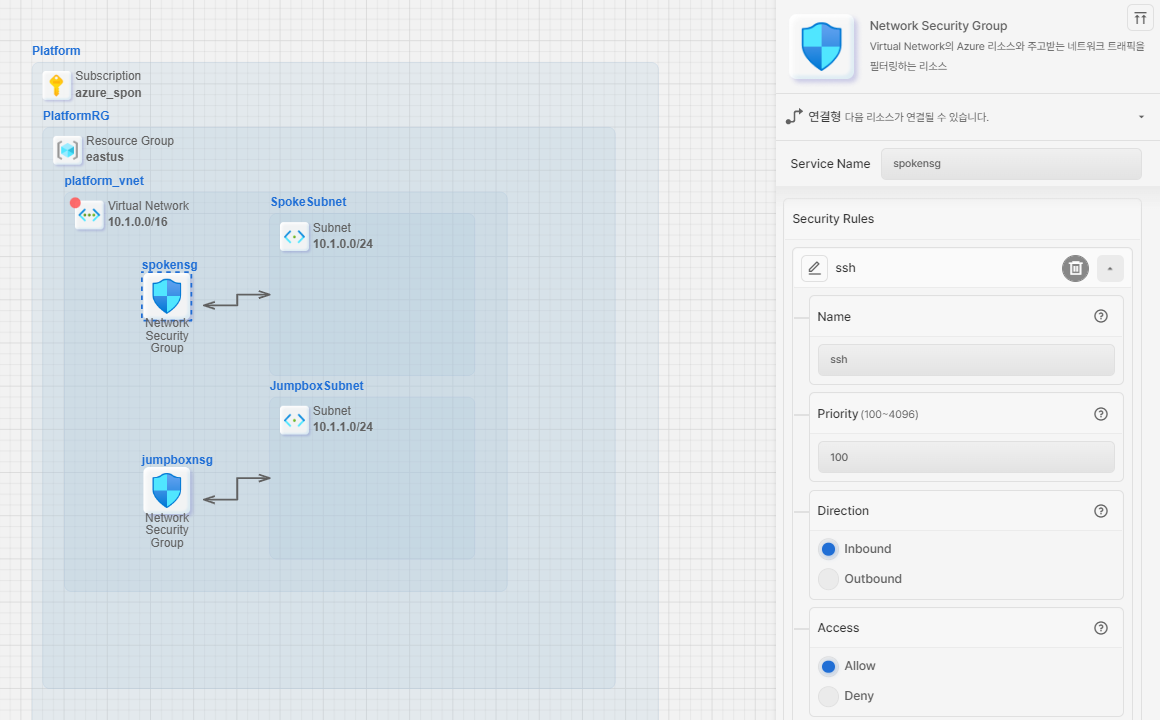 Platform
Subscription
azure_spon
PlatformRG
Resource Group
eastus
platform_vnet
Virtual Network
10.1.0.0/16
SpokeSubnet
Subnet
10.1.0.0/24
spokensg
Network
Security
Group
JumpboxSubnet
Subnet
10.1.1.0/24
jumpboxnsg
Network
Security
Group
Network Security Group
Virtual Network의 Azure 리소스와 주고받는 네트워크 트래픽을
필터링하는 리소스
연결형 다음 리소스가 연결될 수 있습니다.
Service Name spokensg
Security Rules
ssh
Name
ssh
Priority (100~4096)
100
Direction
Inbound
Outbound
Access
Allow
Deny